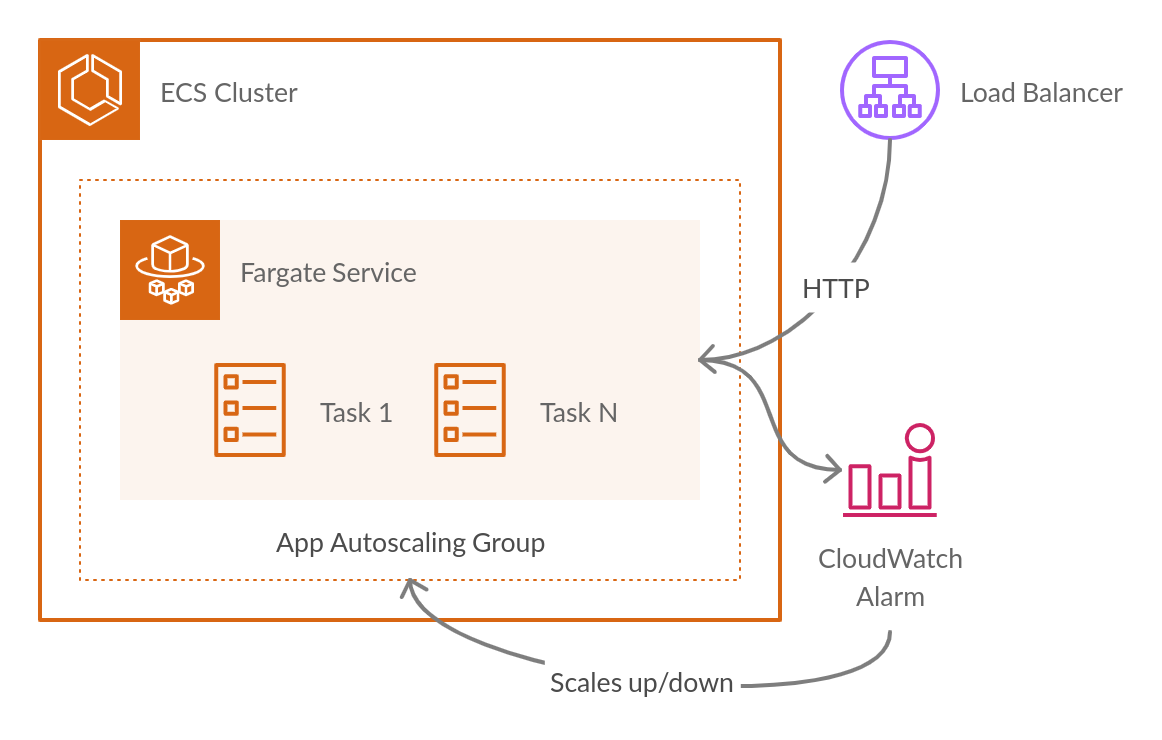 ECS Cluster
Load Balancer
Fargate Service
HTTP
Task 1
Task N
App Autoscaling Group
CloudWatch
Alarm
Scales up/down